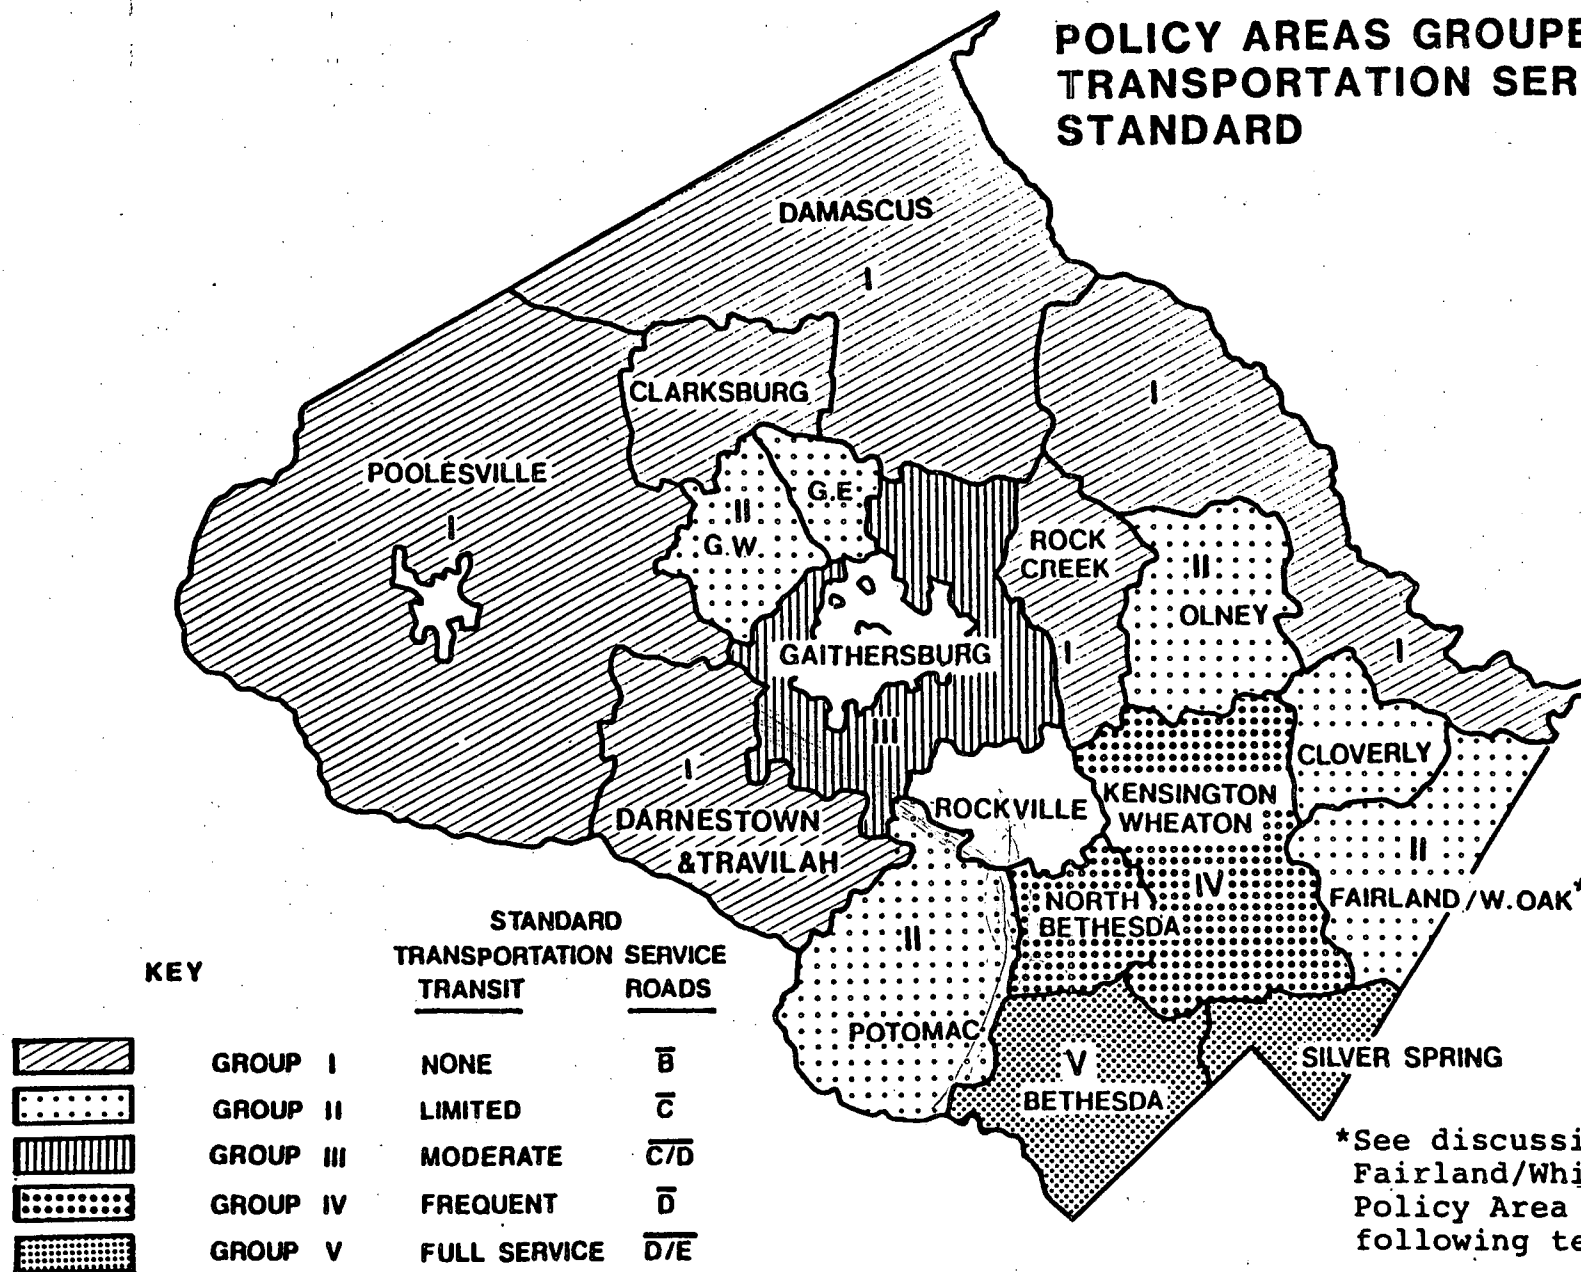 POLICY AREAS GROUPE
TRANSPORTATION SER
STANDARD
DAMASCUS
I
CLARKSBURG
I
POOLESVILLE
I
G.E
II
G.W.
ROCK
CREEK
I
II
OLNEY
GAITHERSBURG
III
I
CLOVERLY
I
DARNESTOWN
&TRAVILAH
ROCKVILLE
KENSINGTON
WHEATON
IV
II
FAIRLAND/W.OAK*
NORTH
BETHESDA
II
POTOMAC
V
BETHESDA
SILVER SPRING
KEY
STANDARD
TRANSPORTATION SERVICE
TRANSIT ROADS
GROUP I NONE B̅
GROUP II LIMITED C̅
GROUP III MODERATE C̅/̅D̅
GROUP IV FREQUENT D̅
GROUP V FULL SERVICE D̅/̅E̅
*See discussi
Fairland/Whi
Policy Area
following te